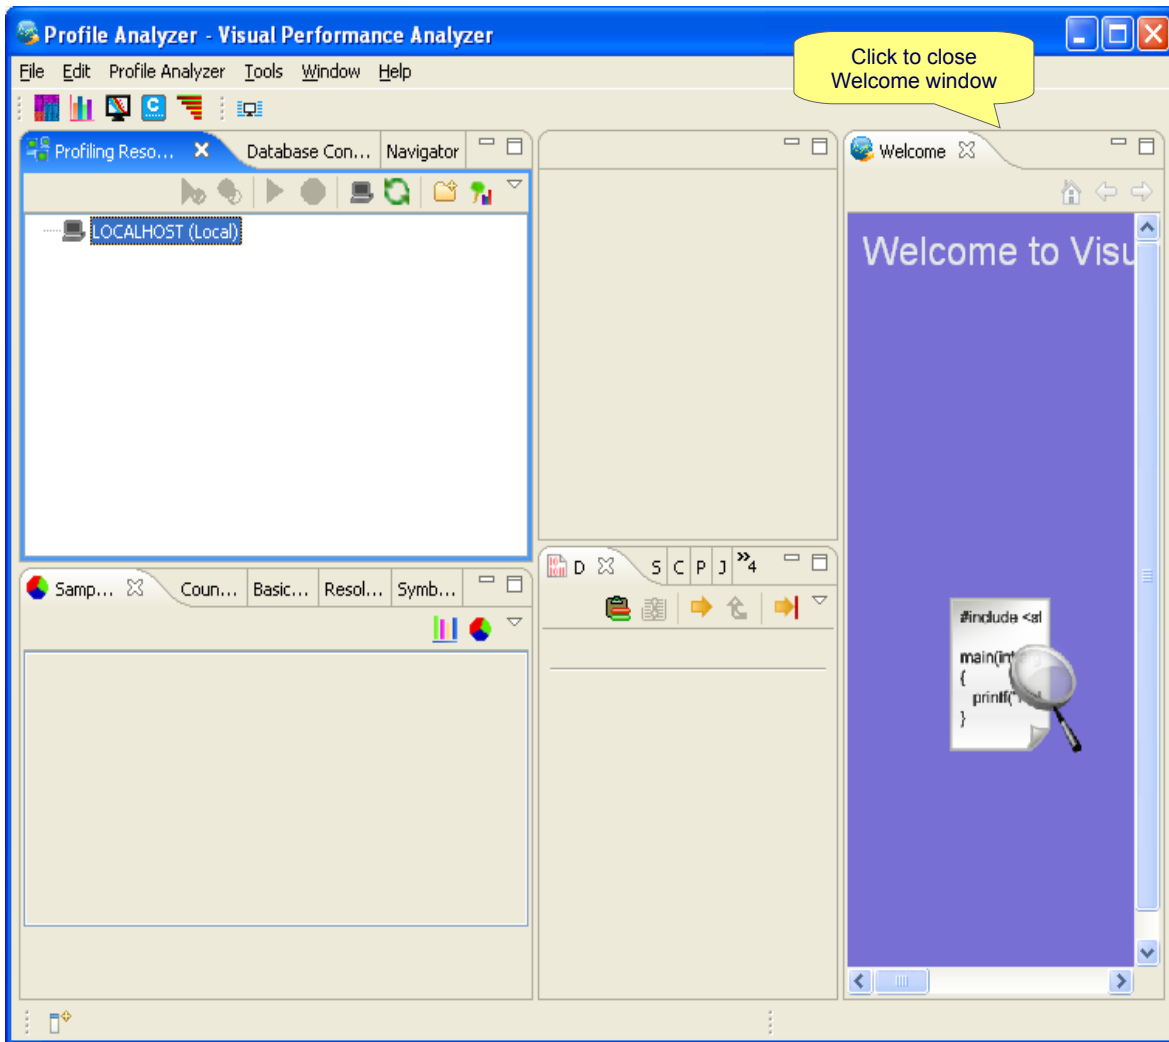 Profile Analyzer - Visual Performance Analyzer
Click to close
Welcome window
File Edit Profile Analyzer Tools Window Help
Profiling Reso... Database Con... Navigator
Welcome
LOCALHOST (Local)
Welcome to Visu
Samp... Coun... Basic... Resol... Symb...
D S C P J »4
#include <st
main(int
{
printf("
}